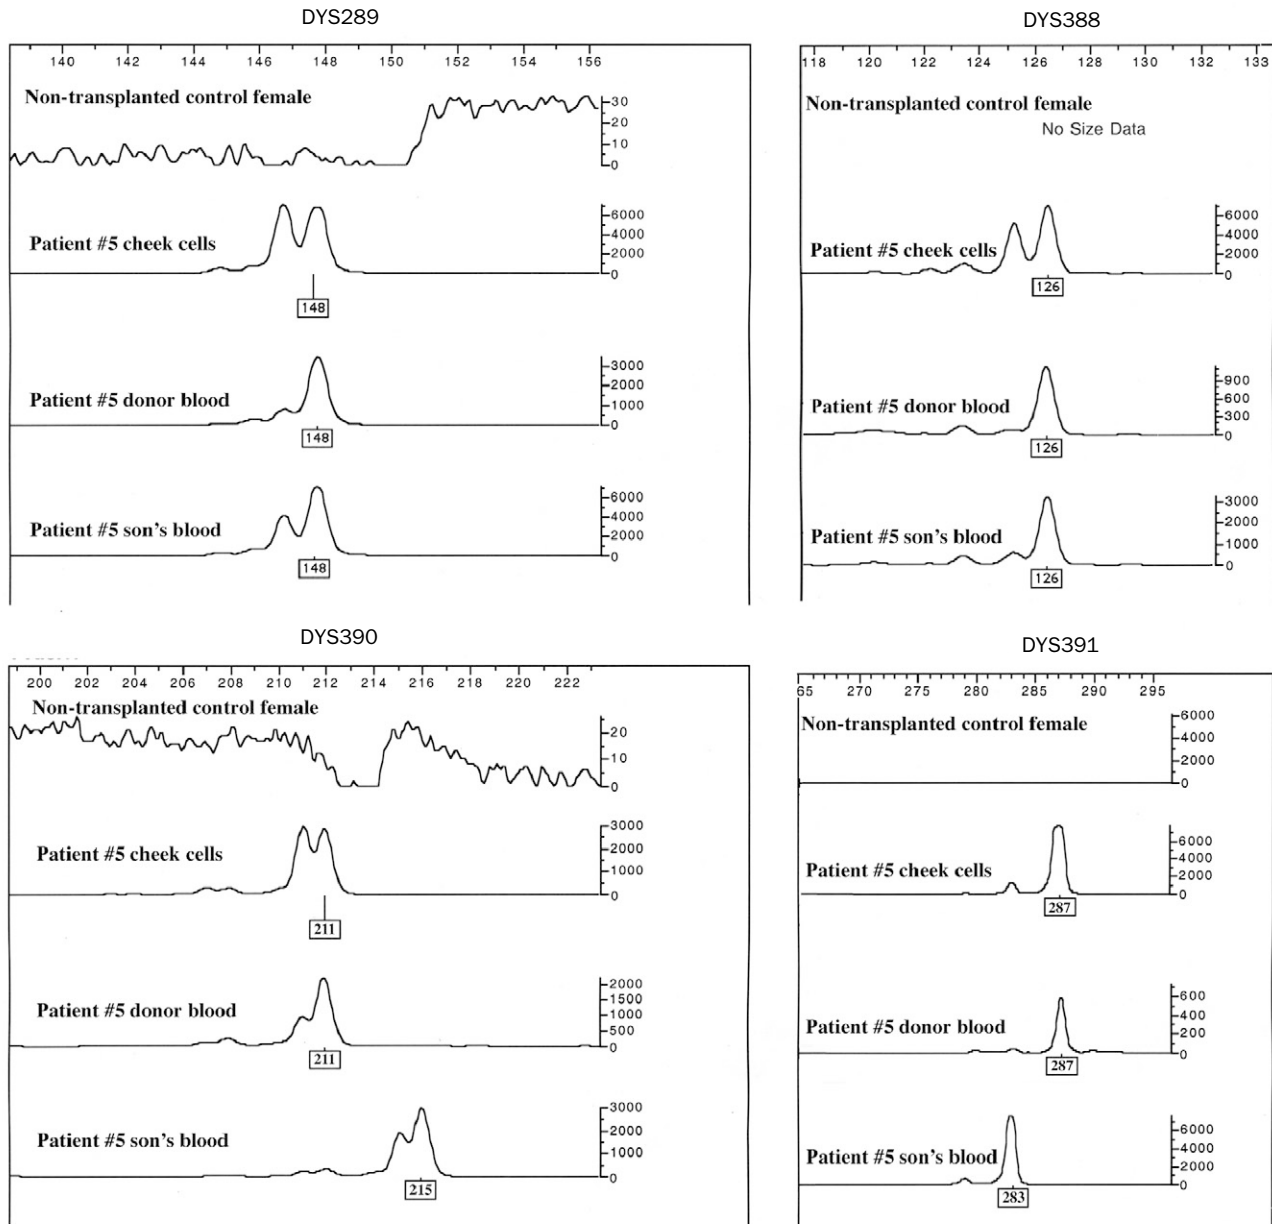 DYS289
140 142 144 146 148 150 152 154 156
Non-transplanted control female
30
20
10
0
Patient #5 cheek cells
6000
4000
2000
0
148
Patient #5 donor blood
3000
2000
1000
0
148
Patient #5 son's blood
6000
4000
2000
0
148
DYS388
118 120 122 124 126 128 130 132 133
Non-transplanted control female
No Size Data
Patient #5 cheek cells
6000
4000
2000
0
126
Patient #5 donor blood
900
600
300
0
126
Patient #5 son's blood
3000
2000
1000
0
126
DYS390
200 202 204 206 208 210 212 214 216 218 220 222
Non-transplanted control female
20
10
0
Patient #5 cheek cells
3000
2000
1000
0
211
Patient #5 donor blood
2000
1500
1000
500
0
211
Patient #5 son's blood
3000
2000
1000
0
215
DYS391
65 270 275 280 285 290 295
Non-transplanted control female
6000
4000
2000
0
Patient #5 cheek cells
6000
4000
2000
0
287
Patient #5 donor blood
600
400
200
0
287
Patient #5 son's blood
6000
4000
2000
0
283